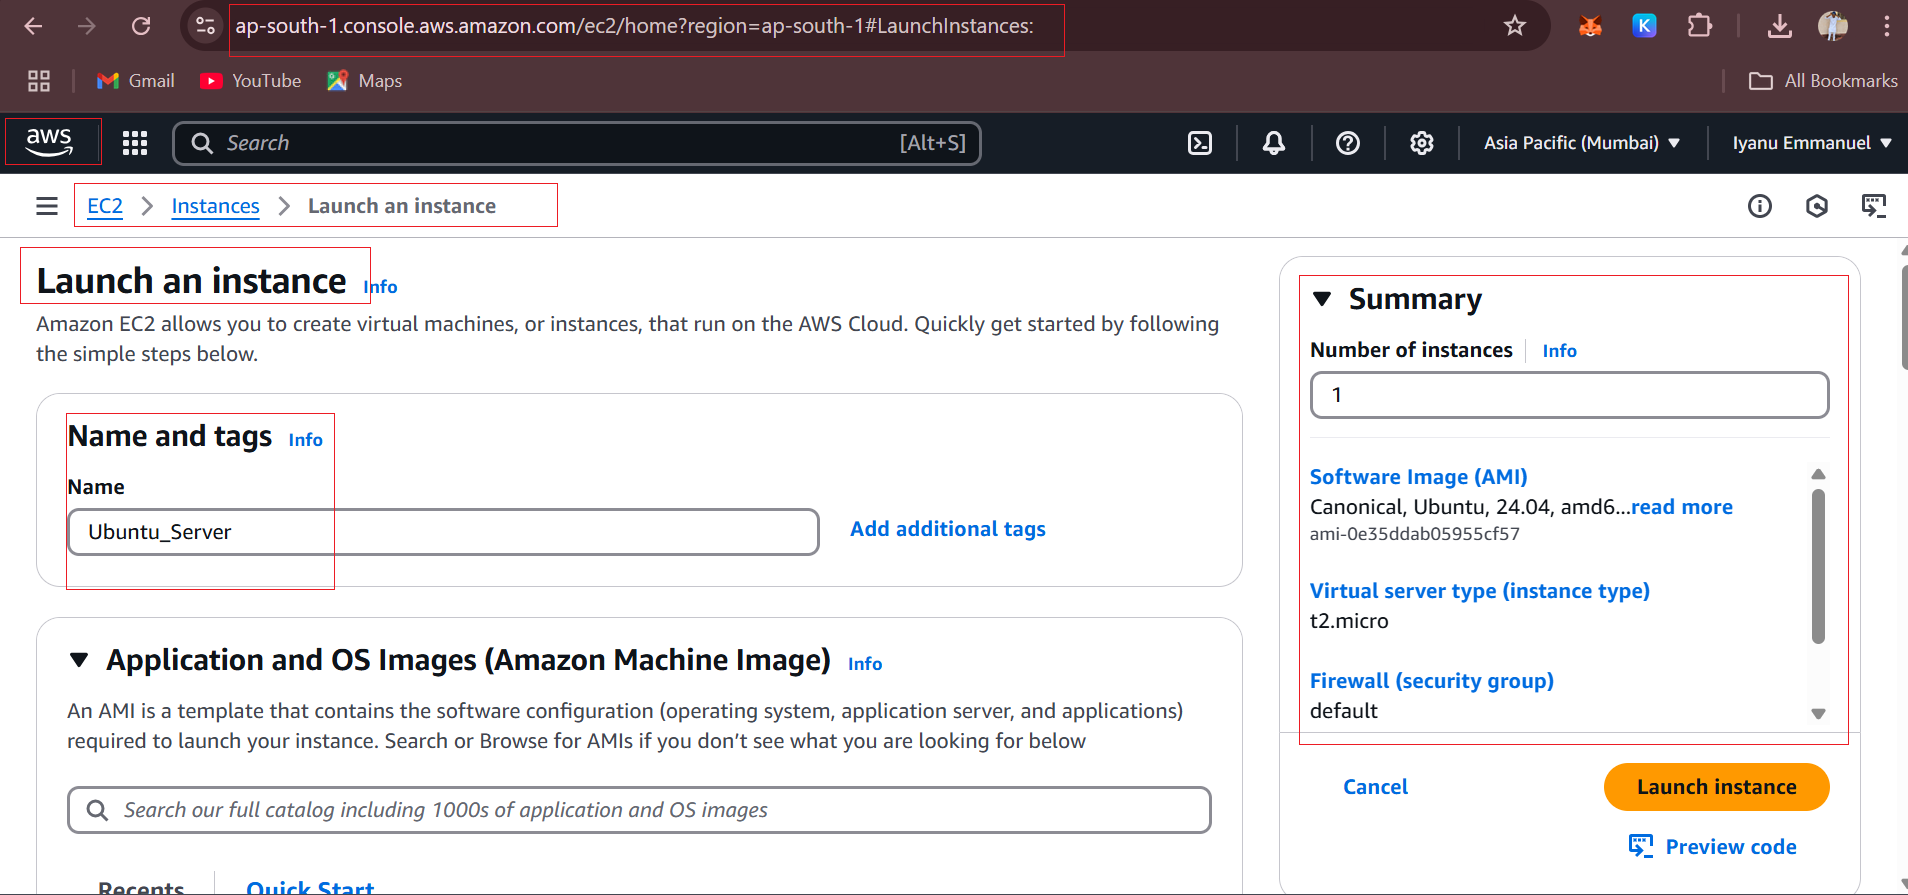 ap-south-1.console.aws.amazon.com/ec2/home?region=ap-south-1#LaunchInstances:
K
Gmail
YouTube
Maps
All Bookmarks
aws
Search
[Alt+S]
Asia Pacific (Mumbai)
Iyanu Emmanuel
EC2 > Instances > Launch an instance
Launch an instance Info
Amazon EC2 allows you to create virtual machines, or instances, that run on the AWS Cloud. Quickly get started by following
the simple steps below.
Name and tags Info
Name
Ubuntu_Server
Add additional tags
Application and OS Images (Amazon Machine Image) Info
An AMI is a template that contains the software configuration (operating system, application server, and applications)
required to launch your instance. Search or Browse for AMIs if you don’t see what you are looking for below
Search our full catalog including 1000s of application and OS images
Recents
Quick Start
Summary
Number of instances Info
1
Software Image (AMI)
Canonical, Ubuntu, 24.04, amd6...read more
ami-0e35ddab05955cf57
Virtual server type (instance type)
t2.micro
Firewall (security group)
default
Cancel
Launch instance
Preview code